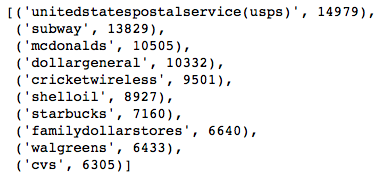 [('unitedstatespostalservice(usps)', 14979),
('subway', 13829),
('mcdonalds', 10505),
('dollargeneral', 10332),
('cricketwireless', 9501),
('shelloil', 8927),
('starbucks', 7160),
('familydollarstores', 6640),
('walgreens', 6433),
('cvs', 6305)]